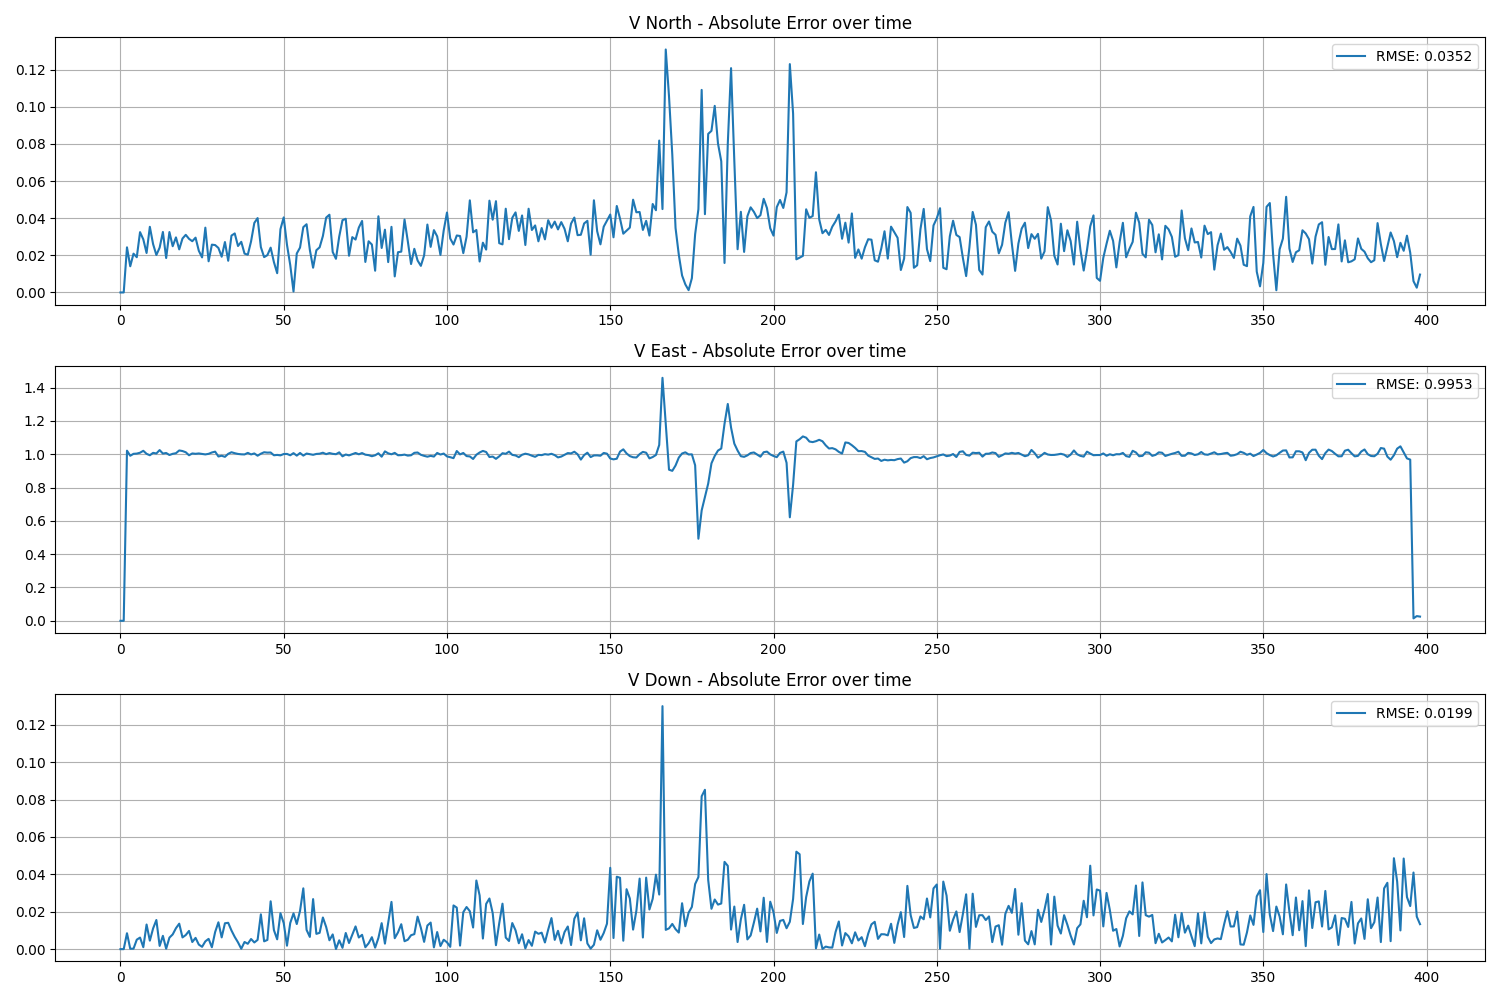 V North - Absolute Error over time
RMSE: 0.0352
0.12
0.10
0.08
0.06
0.04
0.02
0.00
0 50 100 150 200 250 300 350 400
V East - Absolute Error over time
RMSE: 0.9953
1.4
1.2
1.0
0.8
0.6
0.4
0.2
0.0
0 50 100 150 200 250 300 350 400
V Down - Absolute Error over time
RMSE: 0.0199
0.12
0.10
0.08
0.06
0.04
0.02
0.00
0 50 100 150 200 250 300 350 400